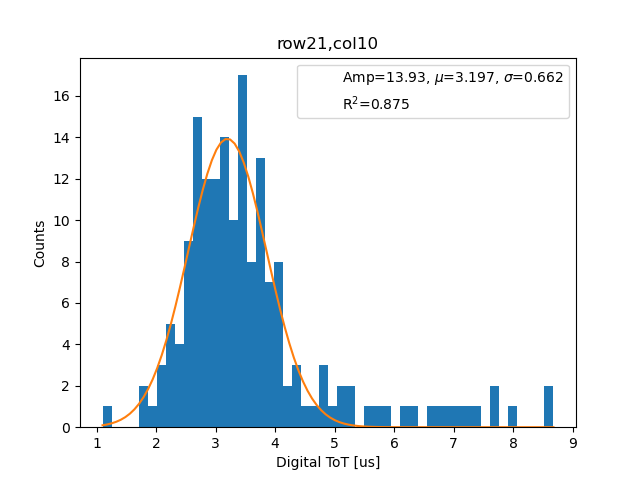 row21,col10
Amp=13.93, μ=3.197, σ=0.662
R²=0.875
16
14
12
10
8
6
4
2
0
Counts
1 2 3 4 5 6 7 8 9
Digital ToT [us]